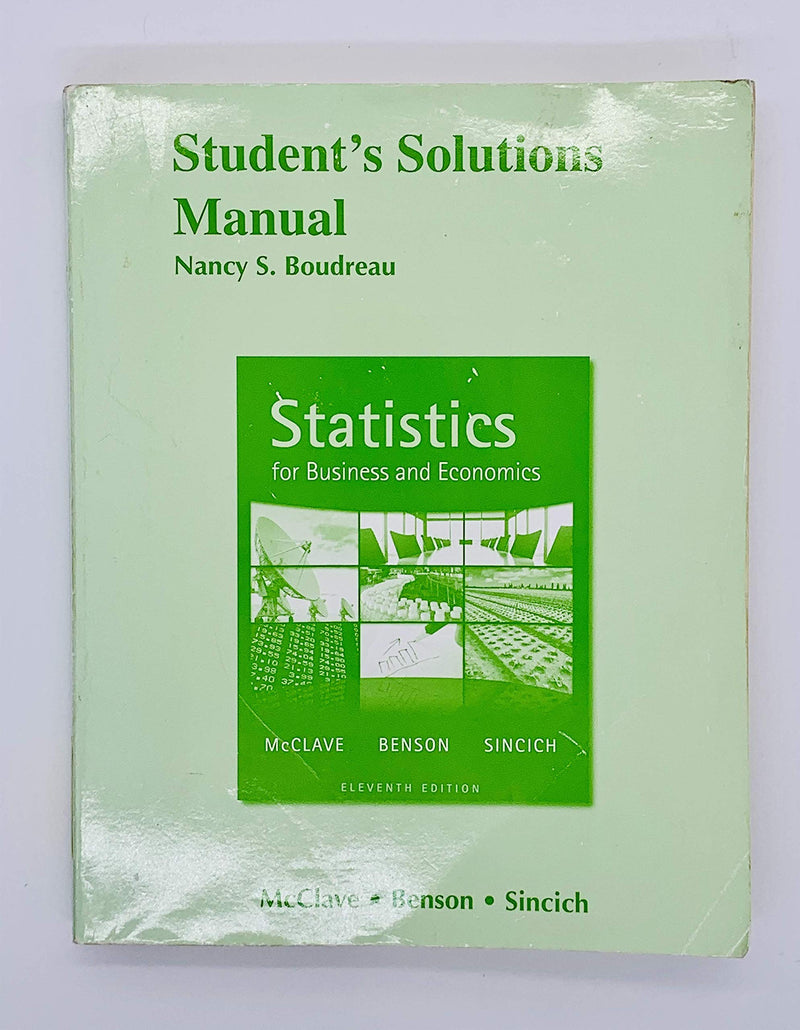 Student's Solutions
Manual
Nancy S. Boudreau
Statistics
for Business and Economics
McCLAVE BENSON SINCICH
ELEVENTH EDITION
McClave • Benson • Sincich